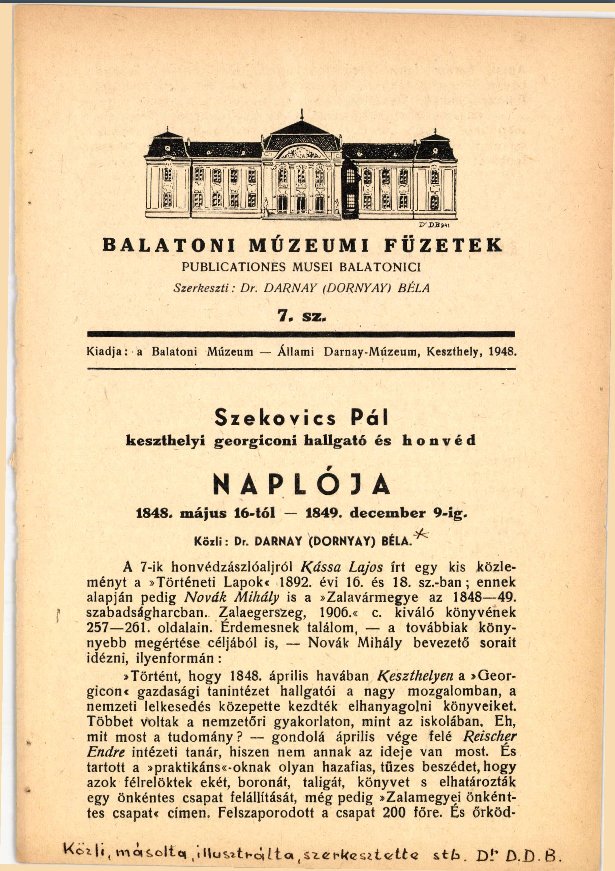 Dr D.B 941
BALATONI MÚZEUMI FÜZETEK
PUBLICATIONES MUSEI BALATONICI
Szerkeszti: Dr. DARNAY (DORNYAY) BÉLA
7. sz.
Kiadja: a Balatoni Múzeum — Állami Darnay-Múzeum, Keszthely, 1948.
Szekovics Pál
keszthelyi georgiconi hallgató és honvéd
NAPLÓJA
1848. május 16-tól — 1849. december 9-ig.
Közli: Dr. DARNAY (DORNYAY) BÉLA.*
A 7-ik honvédzászlóaljról Kássa Lajos írt egy kis közle-
ményt a »Történeti Lapok« 1892. évi 16. és 18. sz.-ban; ennek
alapján pedig Novák Mihály is a »Zalavármegye az 1848—49.
szabadságharcban. Zalaegerszeg, 1906.« c. kiváló könyvének
257—261. oldalain. Érdemesnek találom, — a továbbiak köny-
nyebb megértése céljából is, — Novák Mihály bevezető sorait
idézni, ilyenformán:
»Történt, hogy 1848. április havában Keszthelyen a »Geor-
gicon« gazdasági tanintézet hallgatói a nagy mozgalomban, a
nemzeti lelkesedés közepette kezdték elhanyagolni könyveiket.
Többet voltak a nemzetőri gyakorlaton, mint az iskolában. Eh,
mit most a tudomány? — gondolá április vége felé Reischer
Endre intézeti tanár, hiszen nem annak az ideje van most. És
tartott a »praktikáns«-oknak olyan hazafias, tüzes beszédet, hogy
azok félrelöktek ekét, boronát, taligát, könyvet s elhatározták
egy önkéntes csapat felállítását, még pedig »Zalamegyei önként-
tes csapat« címen. Felszaporodott a csapat 200 főre. És őrköd-
Közli, másolta, illusztrálta, szerkesztette stb. Dr. D.D.B.